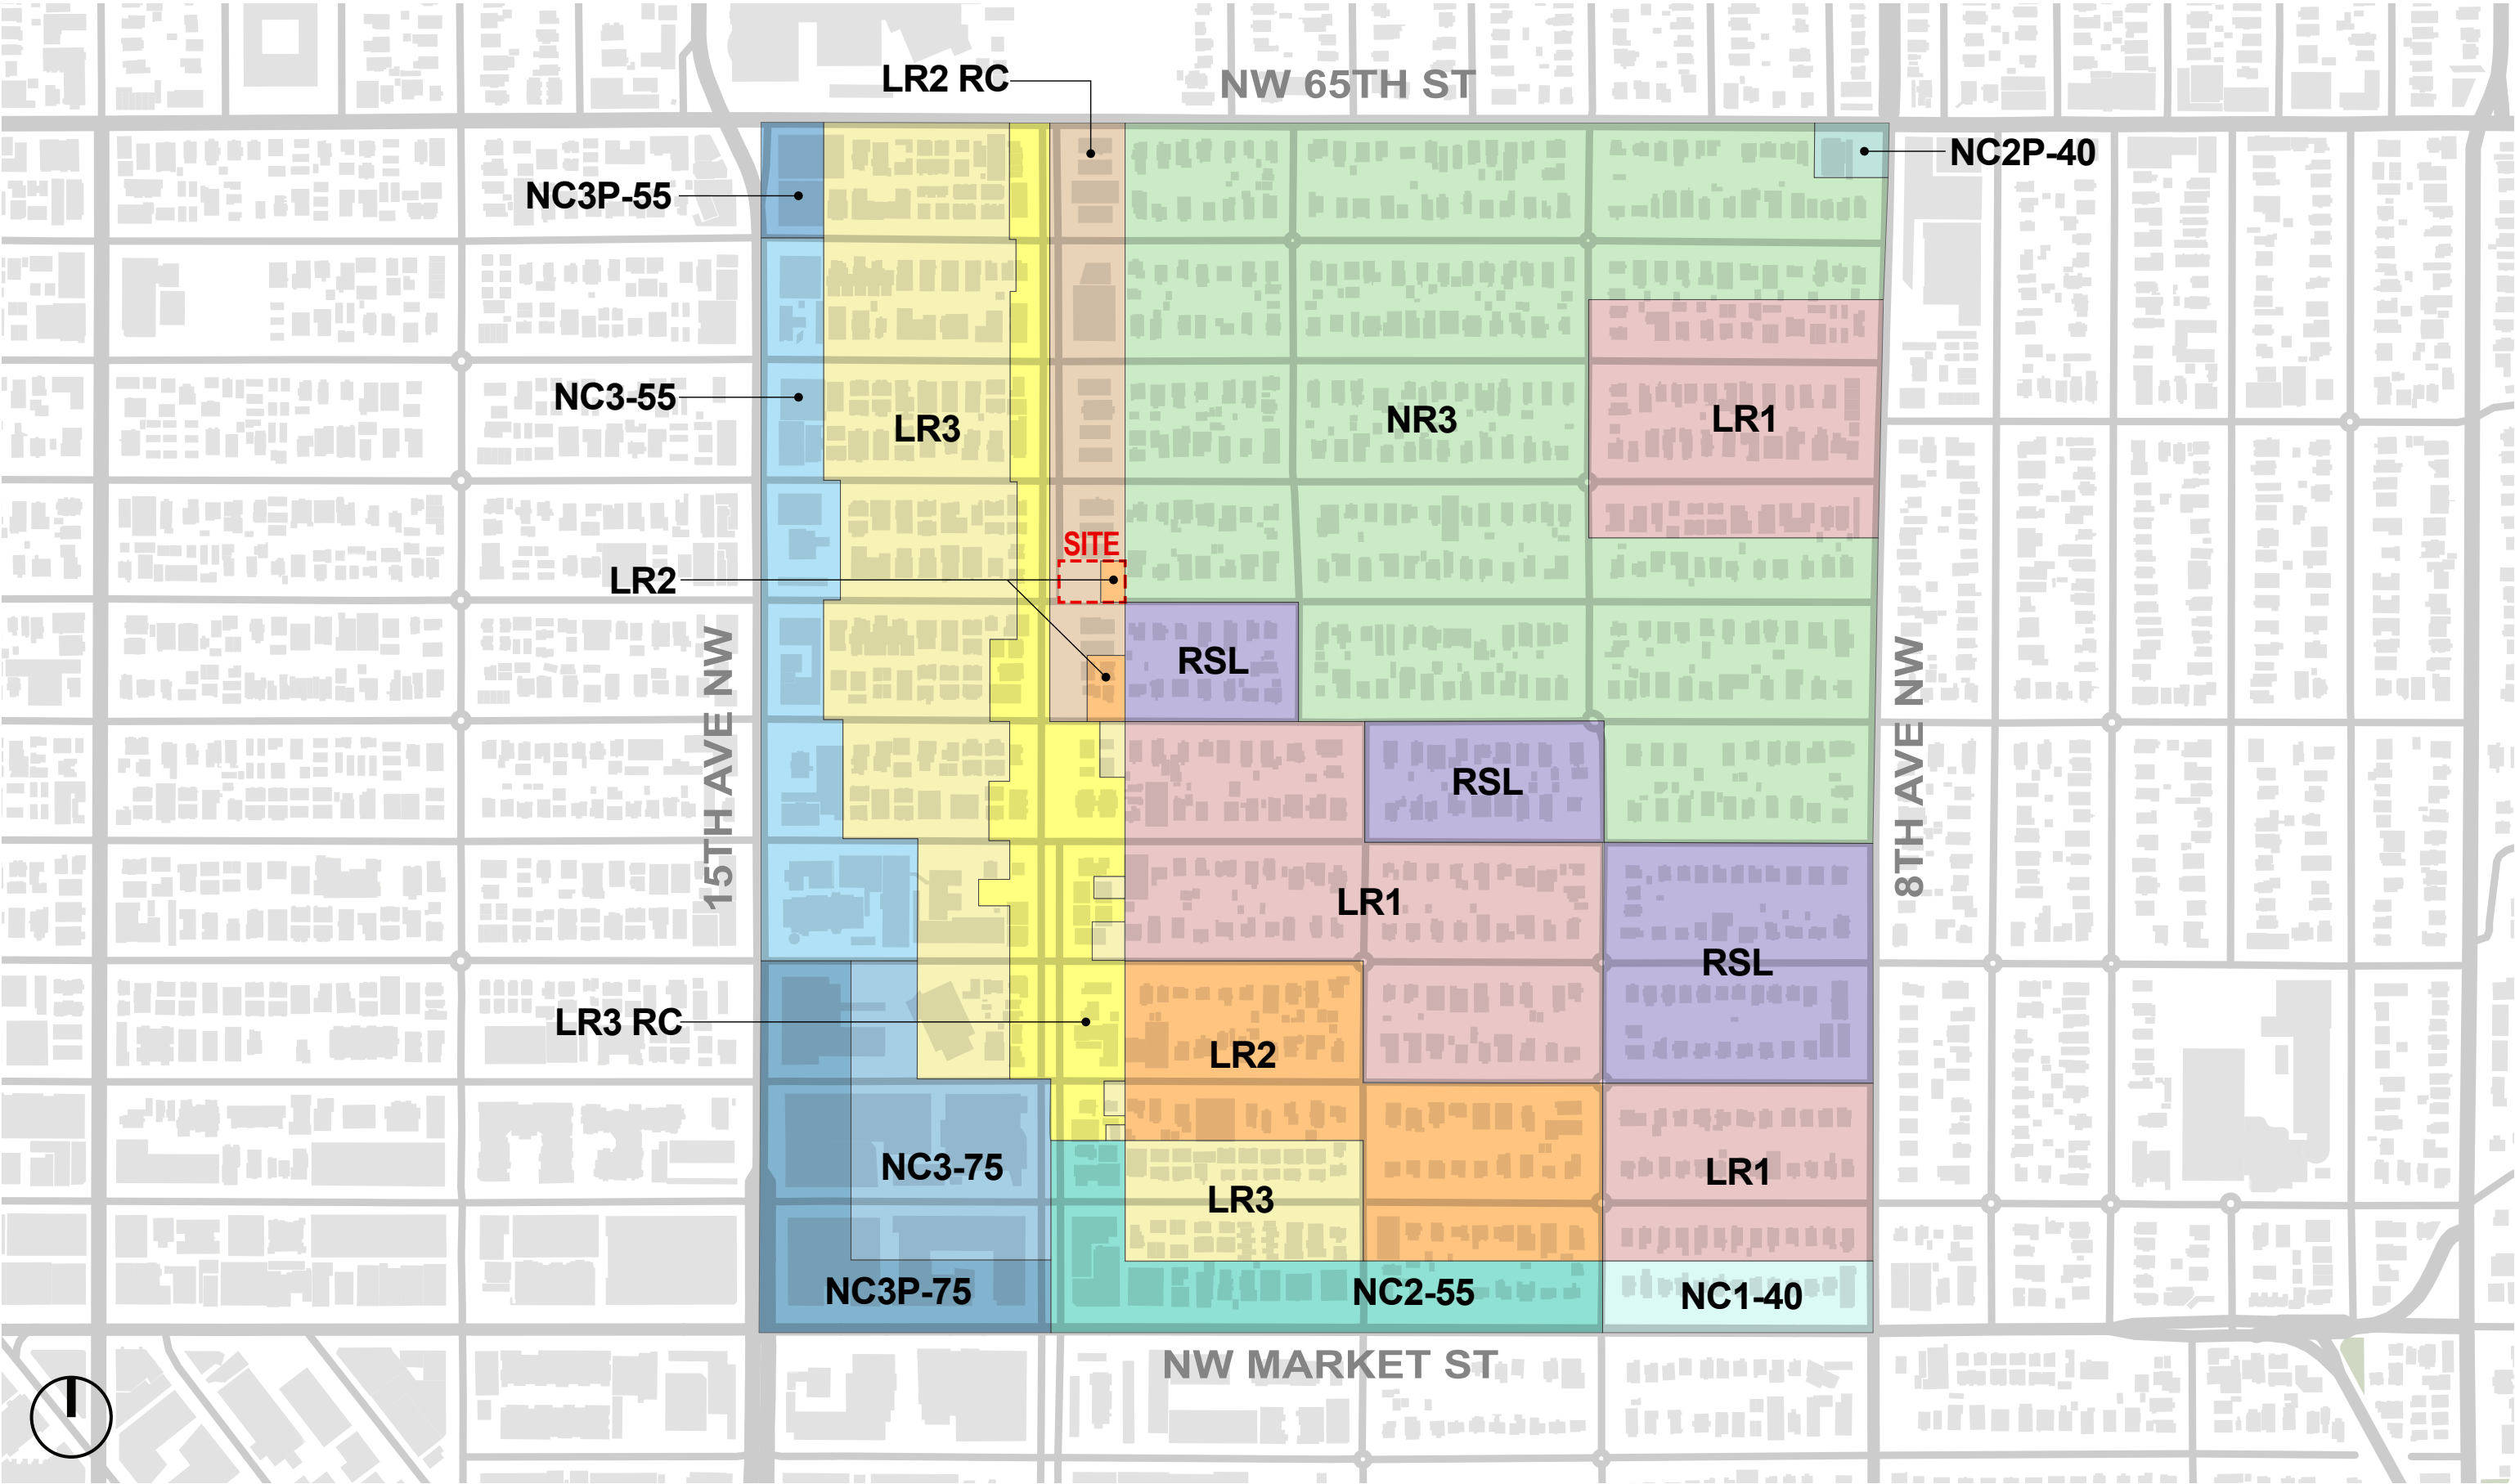 LR2 RC
NW 65TH ST
NC2P-40
NC3P-55
NC3-55
LR3
NR3
LR1
SITE
LR2
RSL
15TH AVE NW
8TH AVE NW
RSL
LR1
RSL
LR3 RC
LR2
NC3-75
LR3
LR1
NC3P-75
NC2-55
NC1-40
NW MARKET ST